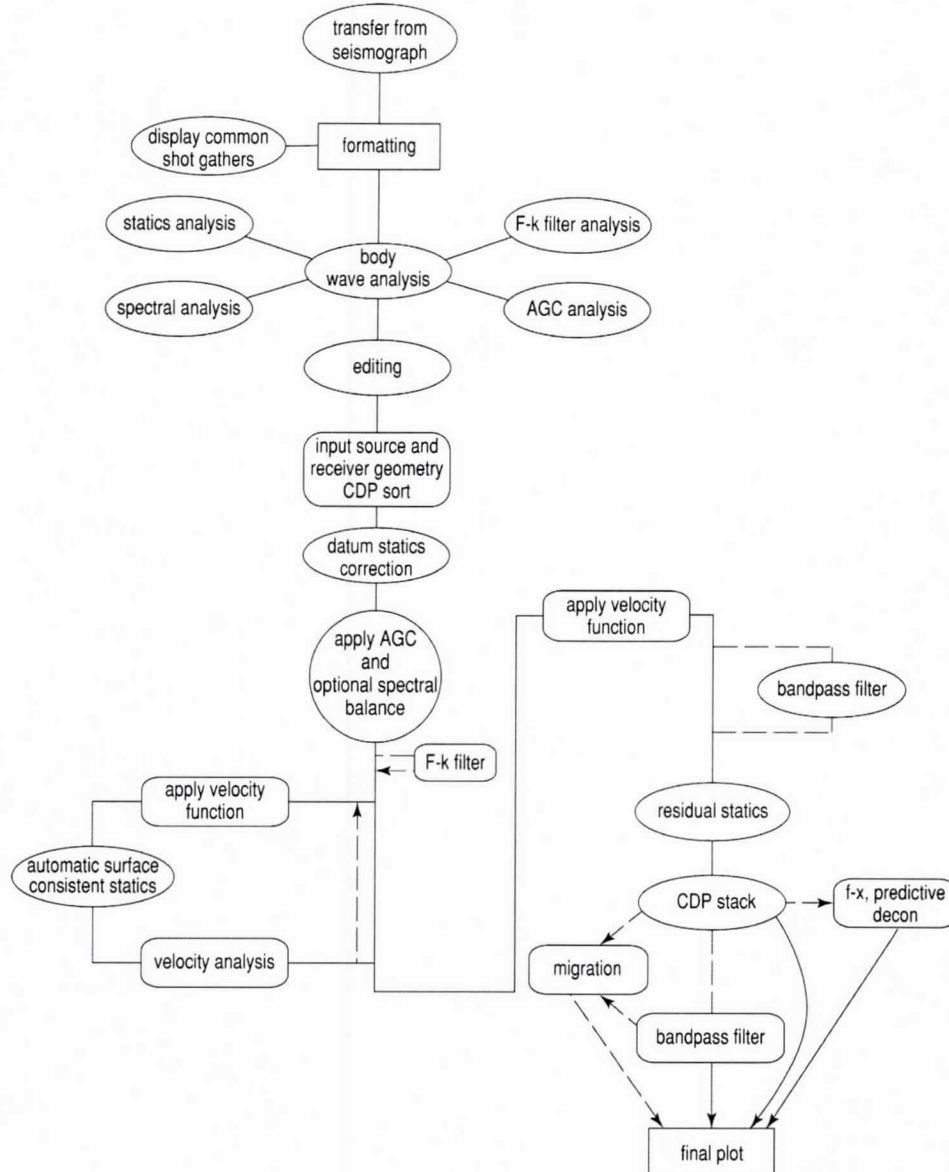 transfer from
seismograph
display common
shot gathers
formatting
statics analysis
F-k filter analysis
body
wave analysis
spectral analysis
AGC analysis
editing
input source and
receiver geometry
CDP sort
datum statics
correction
apply AGC
and
optional spectral
balance
F-k filter
apply velocity
function
automatic surface
consistent statics
velocity analysis
apply velocity
function
bandpass filter
residual statics
CDP stack
f-x, predictive
decon
migration
bandpass filter
final plot